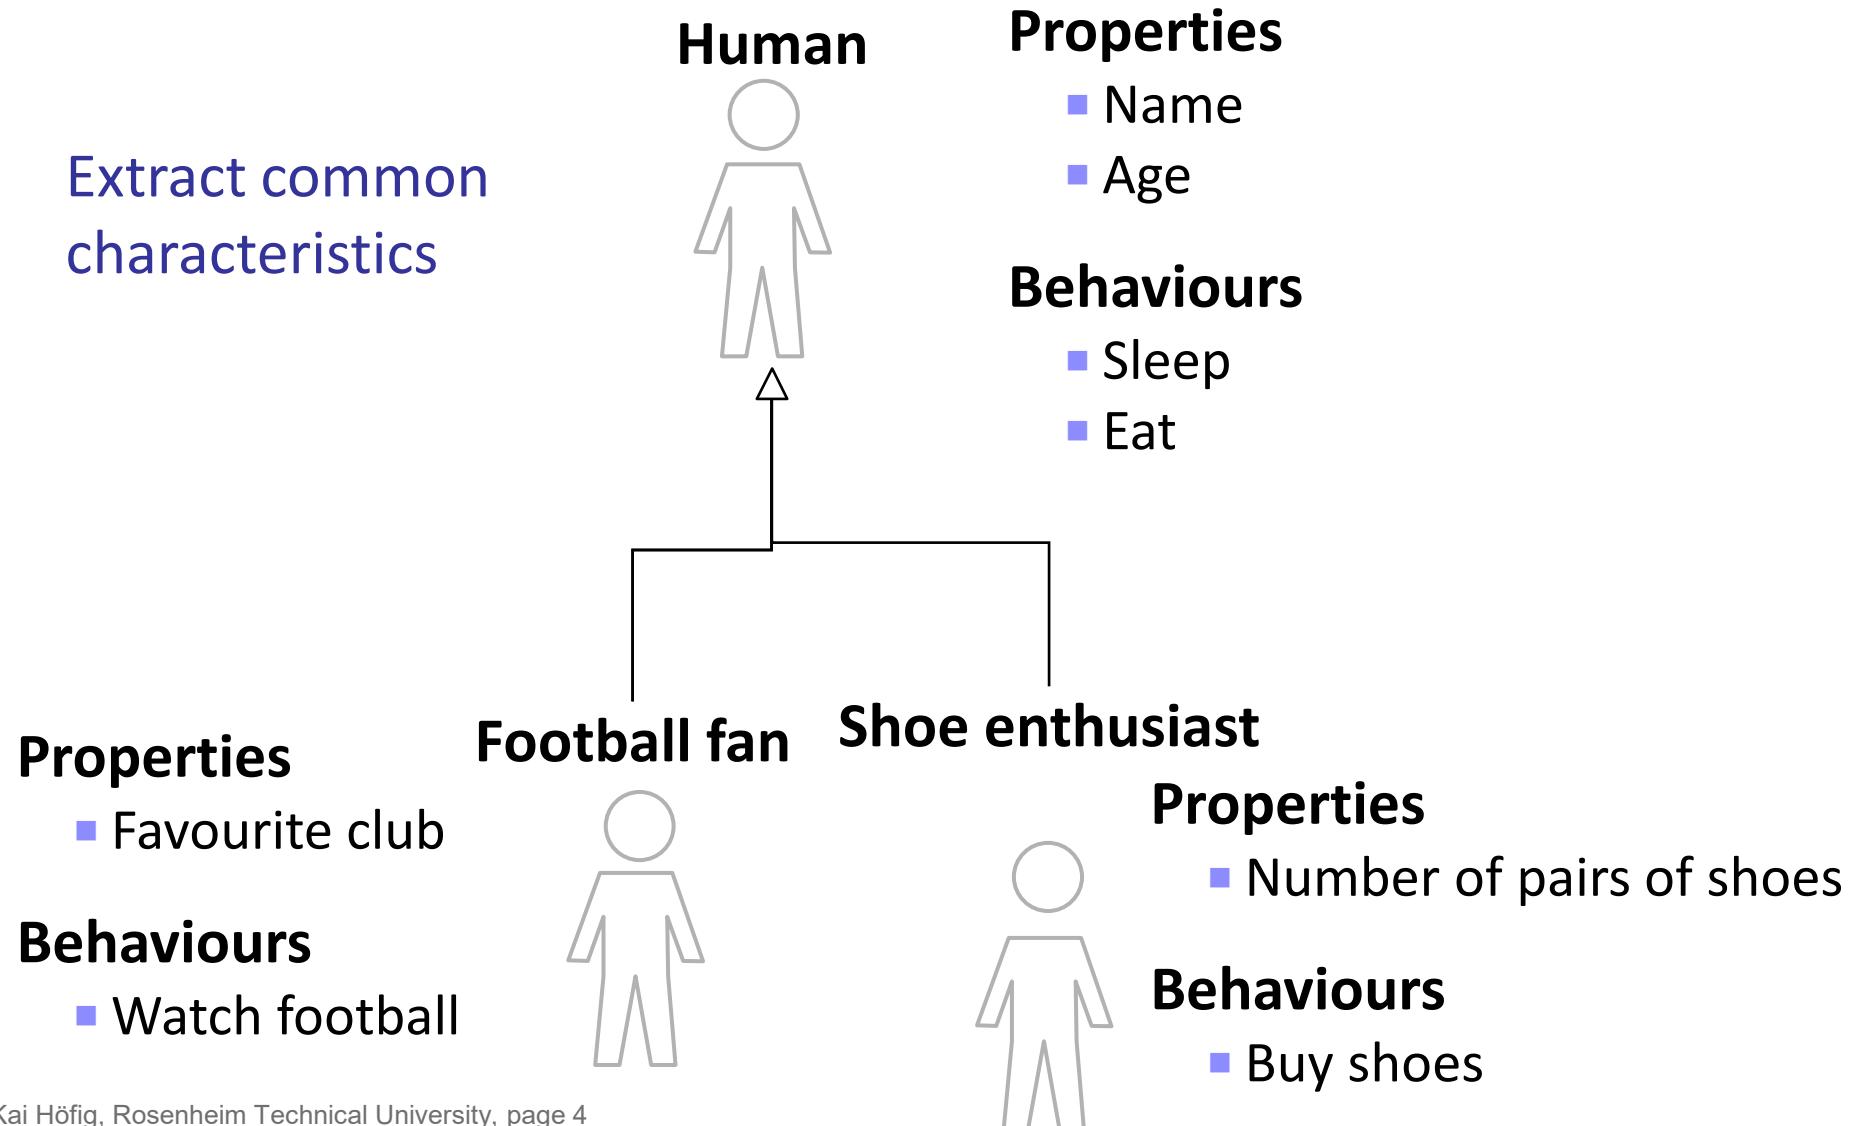 Human
Properties
Name
Age
Extract common
characteristics
Behaviours
Sleep
Eat
Football fan
Properties
Favourite club
Behaviours
Watch football
Shoe enthusiast
Properties
Number of pairs of shoes
Behaviours
Buy shoes
Kai Höfig, Rosenheim Technical University, page 4